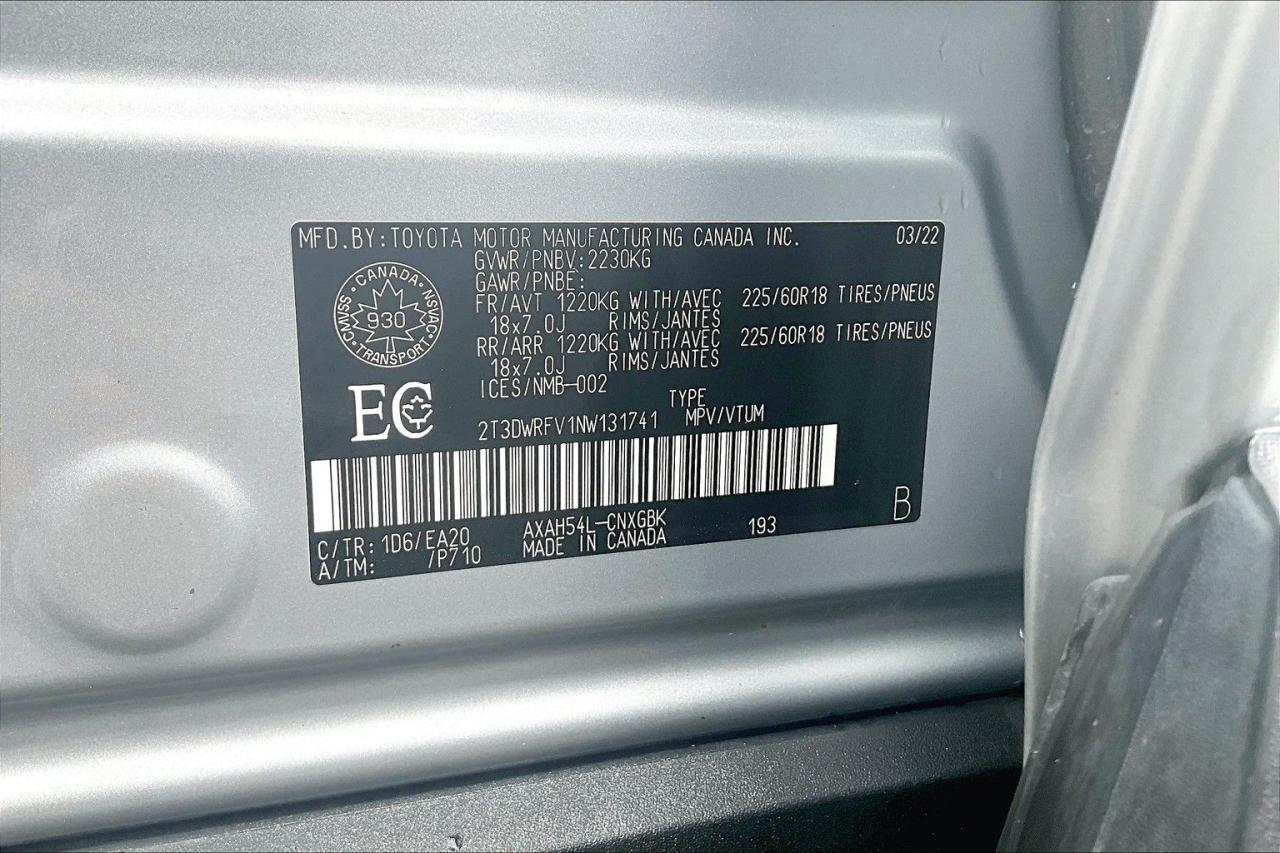 MFD.BY:TOYOTA MOTOR MANUFACTURING CANADA INC. 03/22
GVWR/PNBV:2230KG
GAWR/PNBE:
FR/AVT 1220KG WITH/AVEC 225/60R18 TIRES/PNEUS
18x7.0J RIMS/JANTES
RR/ARR 1220KG WITH/AVEC 225/60R18 TIRES/PNEUS
18x7.0J RIMS/JANTES
ICES/NMB-002
CANADA
CMVSS 930 NSVAC
TRANSPORT
EC
TYPE
2T3DWRFV1NW131741 MPV/VTUM
C/TR: 1D6/EA20 AXAH54L-CNXGBK 193 B
A/TM: /P710 MADE IN CANADA